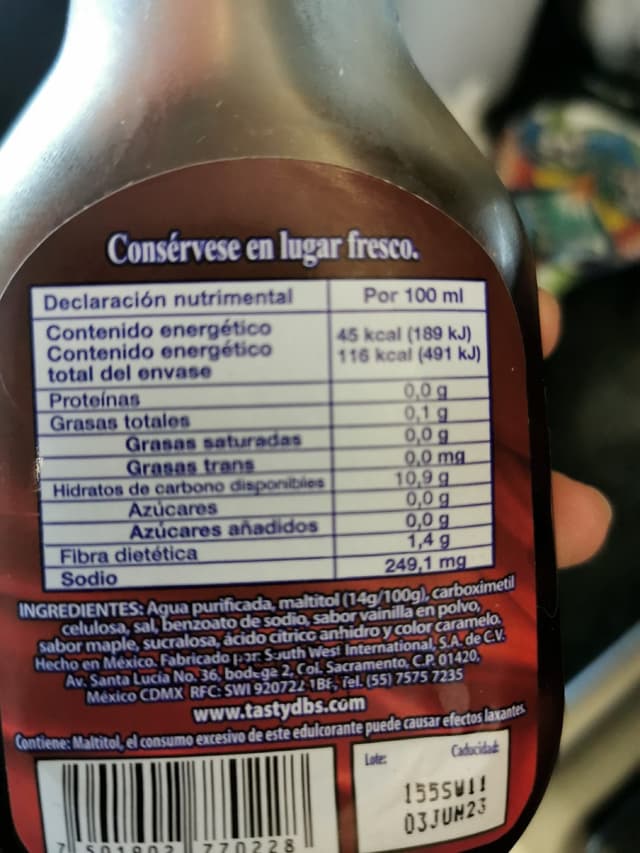 Consérvese en lugar fresco.
Declaración nutrimental Por 100 ml
Contenido energético 45 kcal (189 kJ)
Contenido energético 116 kcal (491 kJ)
total del envase
Proteínas 0,0 g
Grasas totales 0,1 g
Grasas saturadas 0,0 g
Grasas trans 0,0 mg
Hidratos de carbono disponibles 10,9 g
Azúcares 0,0 g
Azúcares añadidos 0,0 g
Fibra dietética 1,4 g
Sodio 249,1 mg
INGREDIENTES: Agua purificada, maltitol (14g/100g), carboximetil
celulosa, sal, benzoato de sodio, sabor vainilla en polvo,
sabor maple, sucralosa, ácido cítrico anhidro y color caramelo.
Hecho en México. Fabricado por: South West International, S.A. de C.V.
Av. Santa Lucía No. 36, bodega 2, Col. Sacramento, C.P. 01420,
México CDMX RFC: SWI 920722 1BF, Tel. (55) 7575 7235
www.tastydbs.com
Contiene: Maltitol, el consumo excesivo de este edulcorante puede causar efectos laxantes.
Lote: Caducidad:
155SW11
03JUN23
7 501902 770228